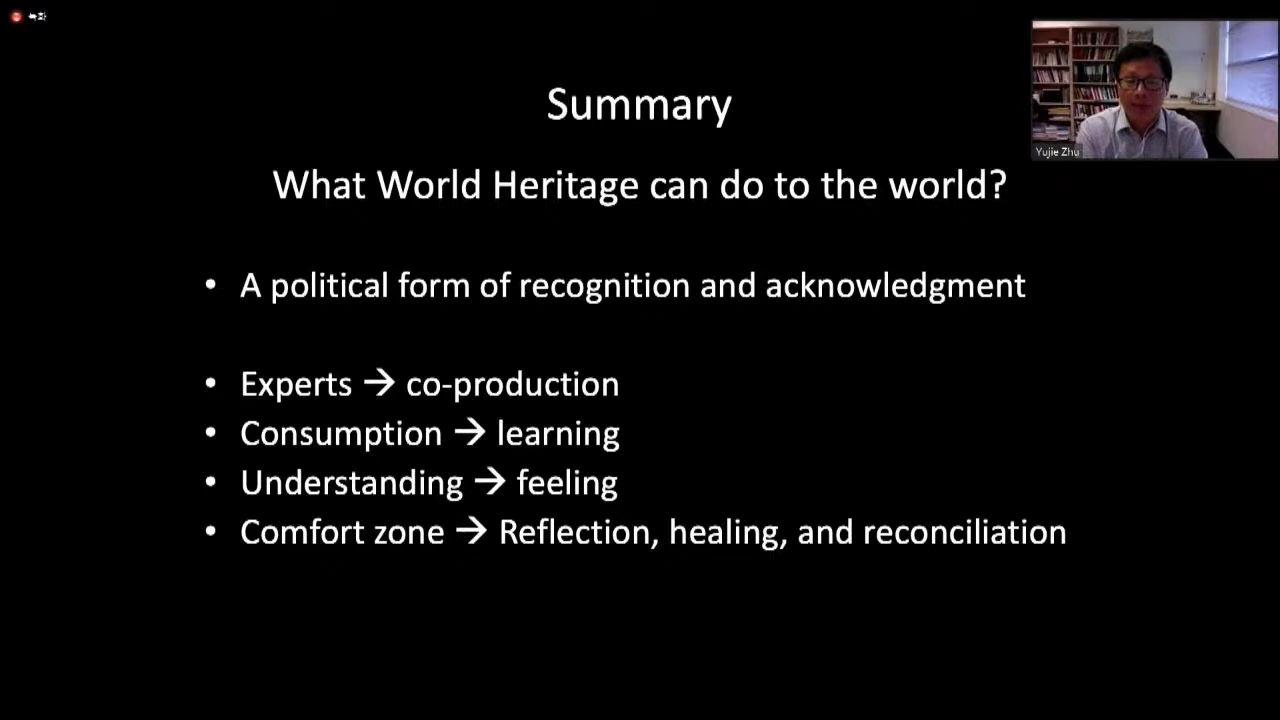 Summary
What World Heritage can do to the world?
• A political form of recognition and acknowledgment
• Experts → co-production
• Consumption → learning
• Understanding → feeling
• Comfort zone → Reflection, healing, and reconciliation
Yujie Zhu